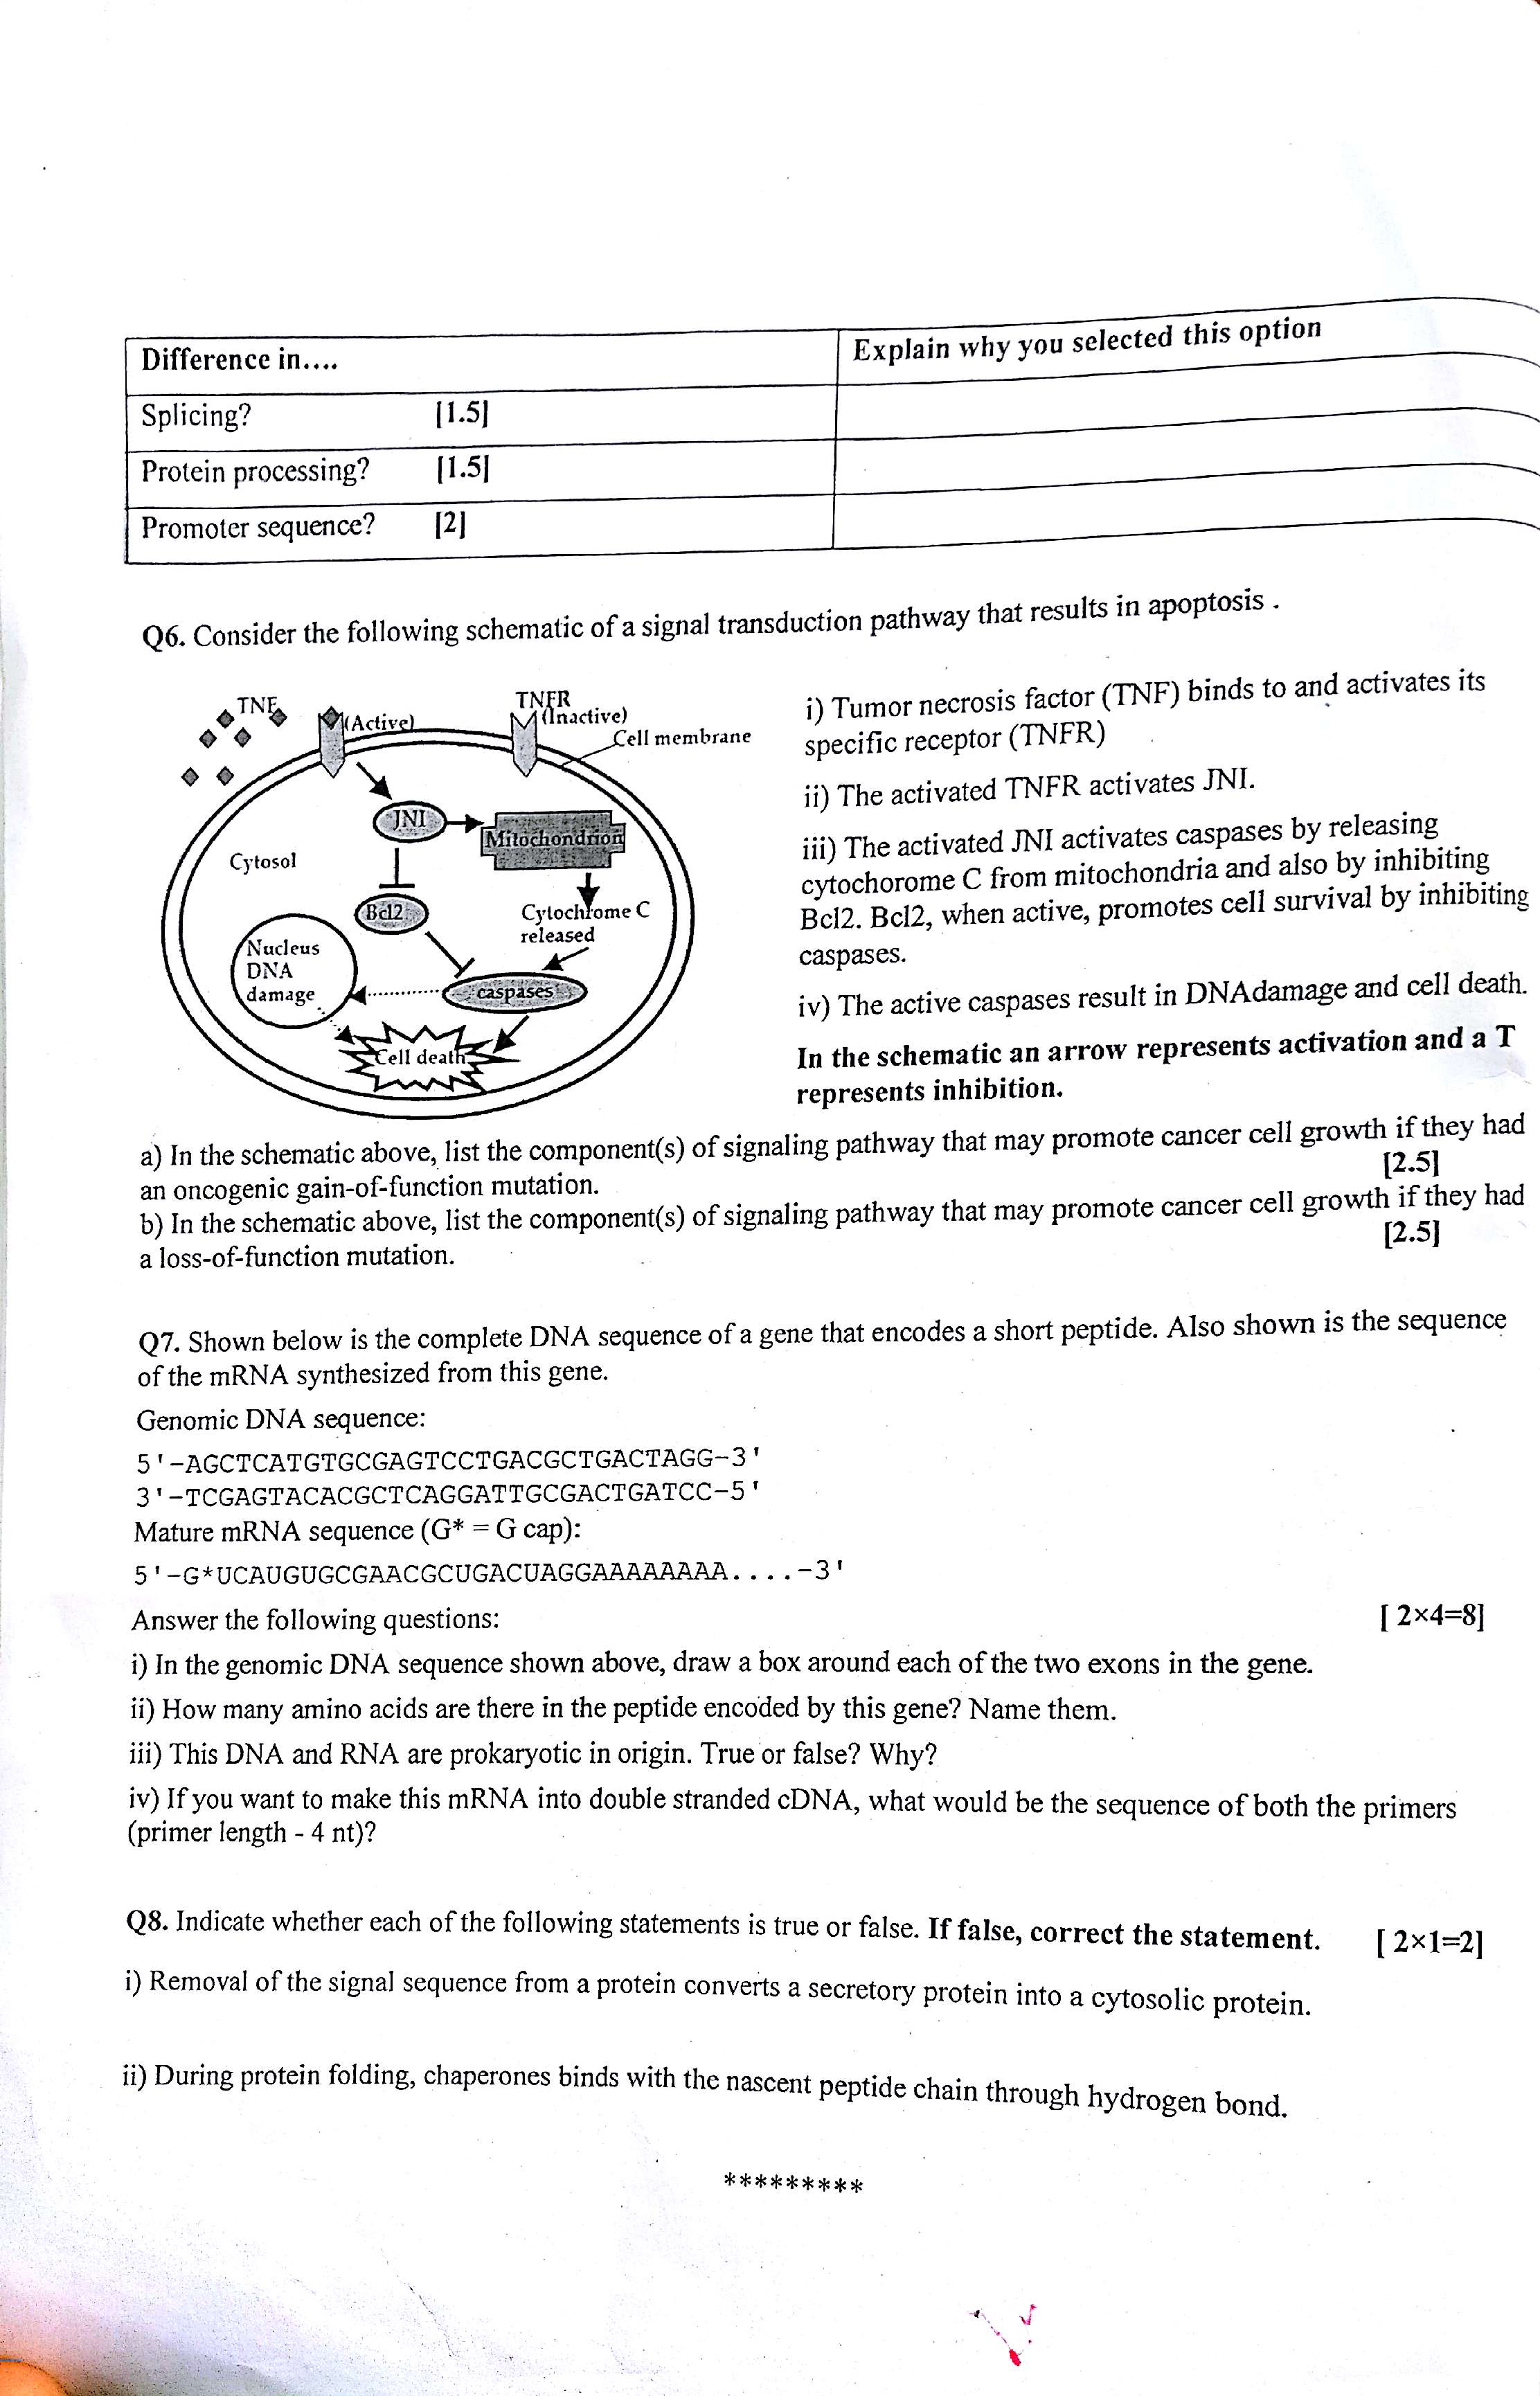 Difference in.... Explain why you selected this option
Splicing? [1.5]
Protein processing? [1.5]
Promoter sequence? [2]
Q6. Consider the following schematic of a signal transduction pathway that results in apoptosis .
TNF
(Active)
TNFR
(Inactive)
Cell membrane
JNI
Mitochondrion
Cytosol
Bcl2
Cytochrome C
released
Nucleus
DNA
damage
caspases
Cell death
i) Tumor necrosis factor (TNF) binds to and activates its
specific receptor (TNFR)
ii) The activated TNFR activates JNI.
iii) The activated JNI activates caspases by releasing
cytochorome C from mitochondria and also by inhibiting
Bcl2. Bcl2, when active, promotes cell survival by inhibiting
caspases.
iv) The active caspases result in DNAdamage and cell death.
In the schematic an arrow represents activation and a T
represents inhibition.
a) In the schematic above, list the component(s) of signaling pathway that may promote cancer cell growth if they had
an oncogenic gain-of-function mutation. [2.5]
b) In the schematic above, list the component(s) of signaling pathway that may promote cancer cell growth if they had
a loss-of-function mutation. [2.5]
Q7. Shown below is the complete DNA sequence of a gene that encodes a short peptide. Also shown is the sequence
of the mRNA synthesized from this gene.
Genomic DNA sequence:
5'-AGCTCATGTGCGAGTCCTGACGCTGACTAGG-3'
3'-TCGAGTACACGCTCAGGATTGCGACTGATCC-5'
Mature mRNA sequence (G* = G cap):
5'-G*UCAUGUGCGAACGCUGACUAGGAAAAAAAA....-3'
Answer the following questions: [ 2×4=8]
i) In the genomic DNA sequence shown above, draw a box around each of the two exons in the gene.
ii) How many amino acids are there in the peptide encoded by this gene? Name them.
iii) This DNA and RNA are prokaryotic in origin. True or false? Why?
iv) If you want to make this mRNA into double stranded cDNA, what would be the sequence of both the primers
(primer length - 4 nt)?
Q8. Indicate whether each of the following statements is true or false. If false, correct the statement. [ 2×1=2]
i) Removal of the signal sequence from a protein converts a secretory protein into a cytosolic protein.
ii) During protein folding, chaperones binds with the nascent peptide chain through hydrogen bond.
*********